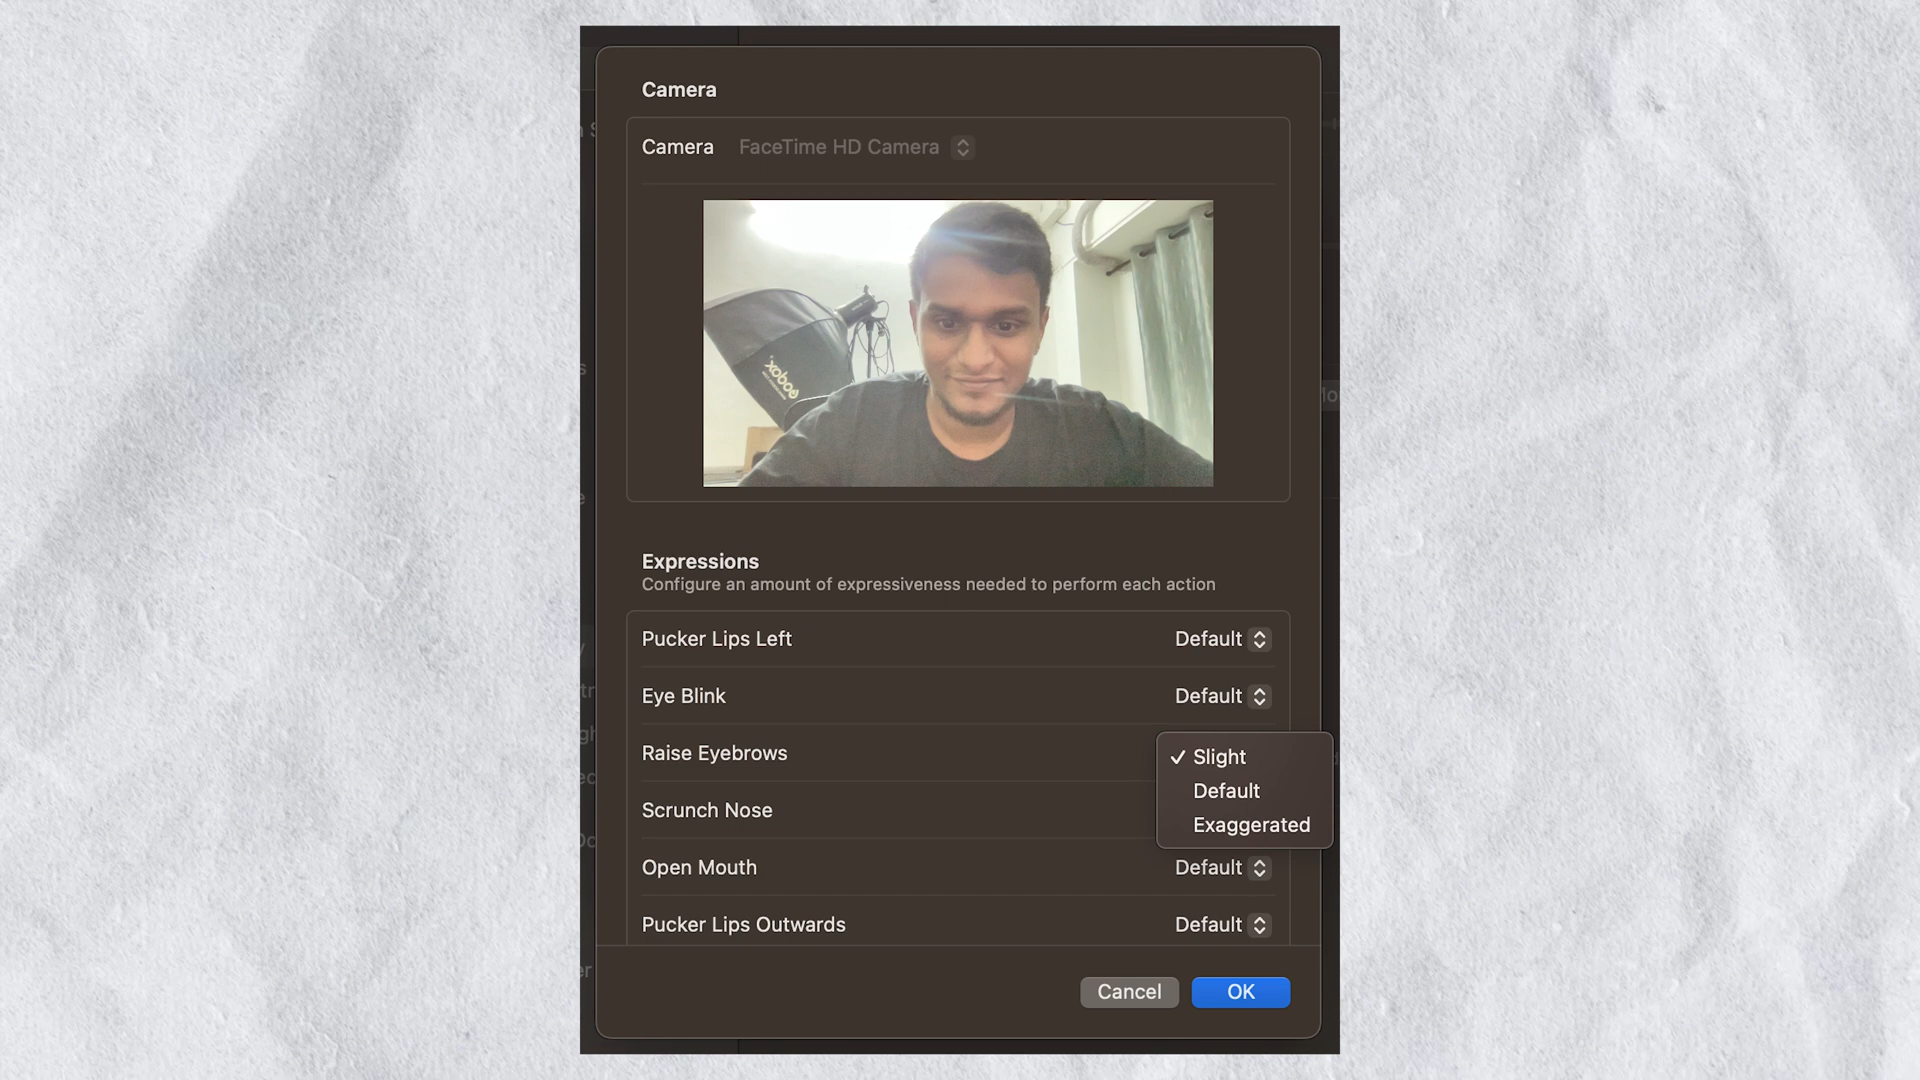 Camera
Camera FaceTime HD Camera
Expressions
Configure an amount of expressiveness needed to perform each action
Pucker Lips Left Default
Eye Blink Default
Raise Eyebrows
✓ Slight
Default
Exaggerated
Scrunch Nose
Open Mouth Default
Pucker Lips Outwards Default
Cancel OK